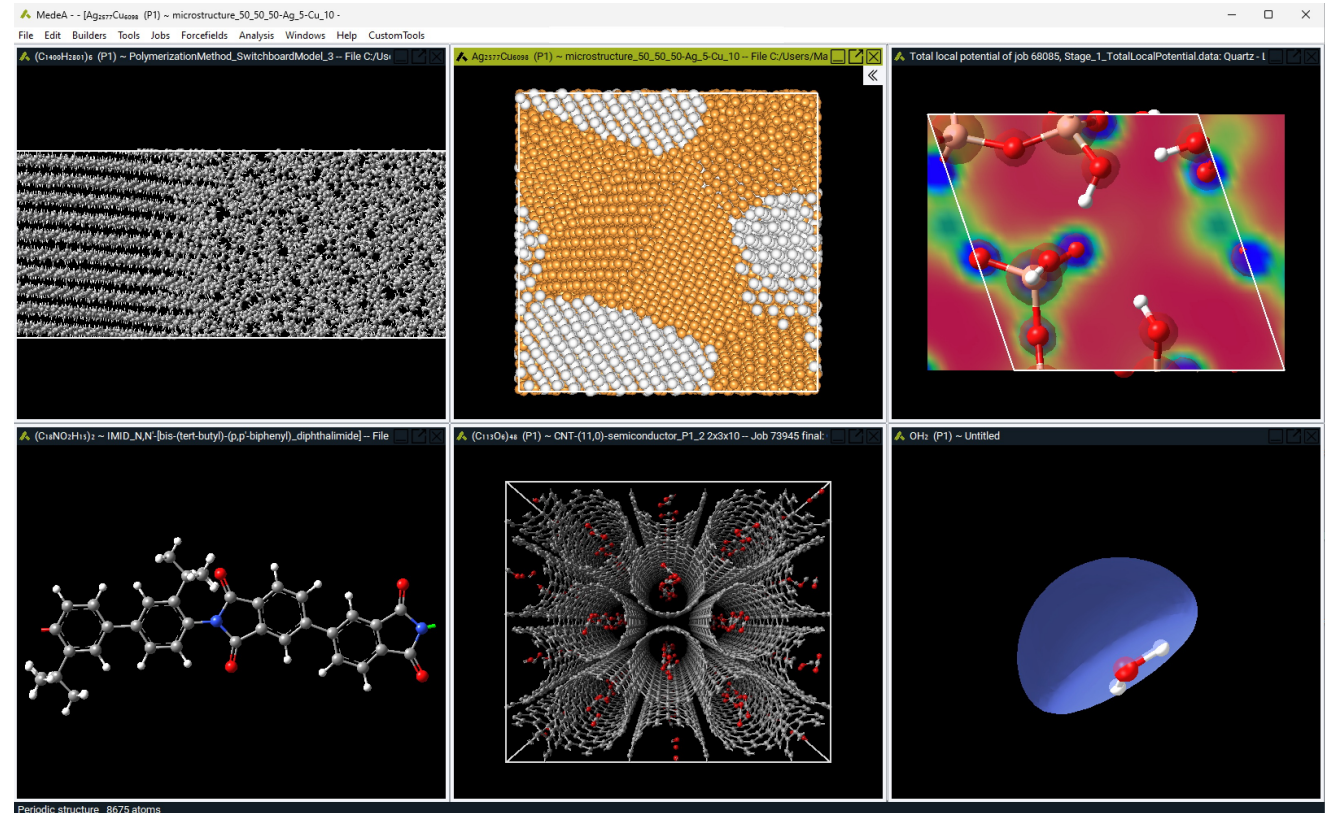 MedeA - - [Ag₂₅₇₇Cu₆₀₉₈ (P1) ~ microstructure_50_50_50-Ag_5-Cu_10 -
File Edit Builders Tools Jobs Forcefields Analysis Windows Help CustomTools
(C₁₄₀₀H₂₈₀₁)₆ (P1) ~ PolymerizationMethod_SwitchboardModel_3 -- File C:/Use
Ag₂₅₇₇Cu₆₀₉₈ (P1) ~ microstructure_50_50_50-Ag_5-Cu_10 -- File C:/Users/Ma
Total local potential of job 68085, Stage_1_TotalLocalPotential.data: Quartz - L
(C₁₈NO₂H₁₅)₂ ~ IMID_N,N'-[bis-(tert-butyl)-(p,p'-biphenyl)_diphthalimide] -- File
(C₁₁₃O₆)₄₈ (P1) ~ CNT-(11,0)-semiconductor_P1_2 2x3x10 -- Job 73945 final:
OH₂ (P1) ~ Untitled
Periodic structure 8675 atoms